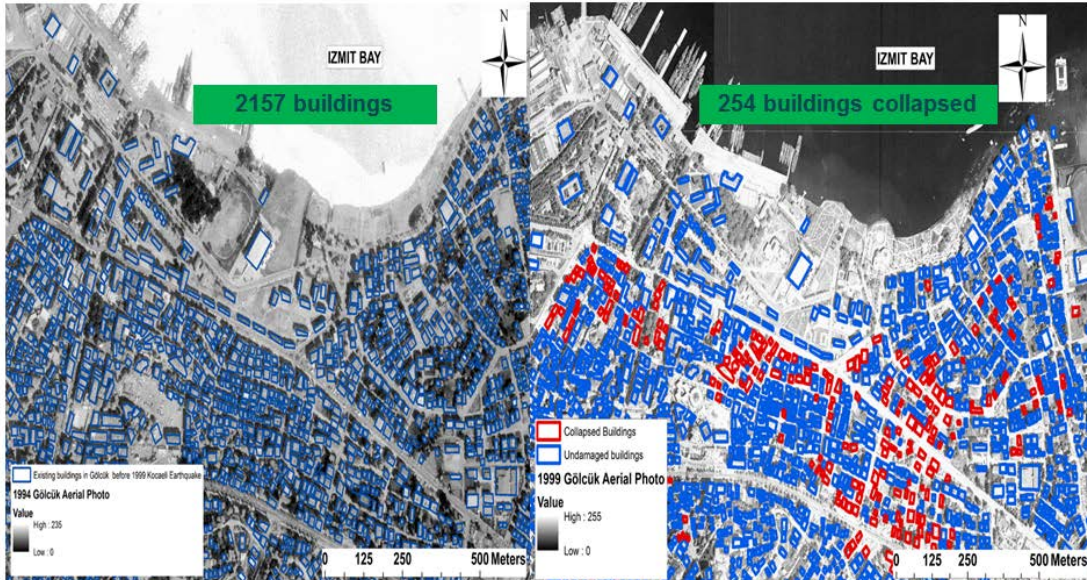 N
IZMIT BAY
2157 buildings
Existing buildings in Gölcük before 1999 Kocaeli Earthquake
1994 Gölcük Aerial Photo
Value
High : 235
Low : 0
0 125 250 500 Meters
N
IZMIT BAY
254 buildings collapsed
Collapsed Buildings
Undamaged buildings
1999 Gölcük Aerial Photo
Value
High : 255
Low : 0
0 125 250 500 Meters